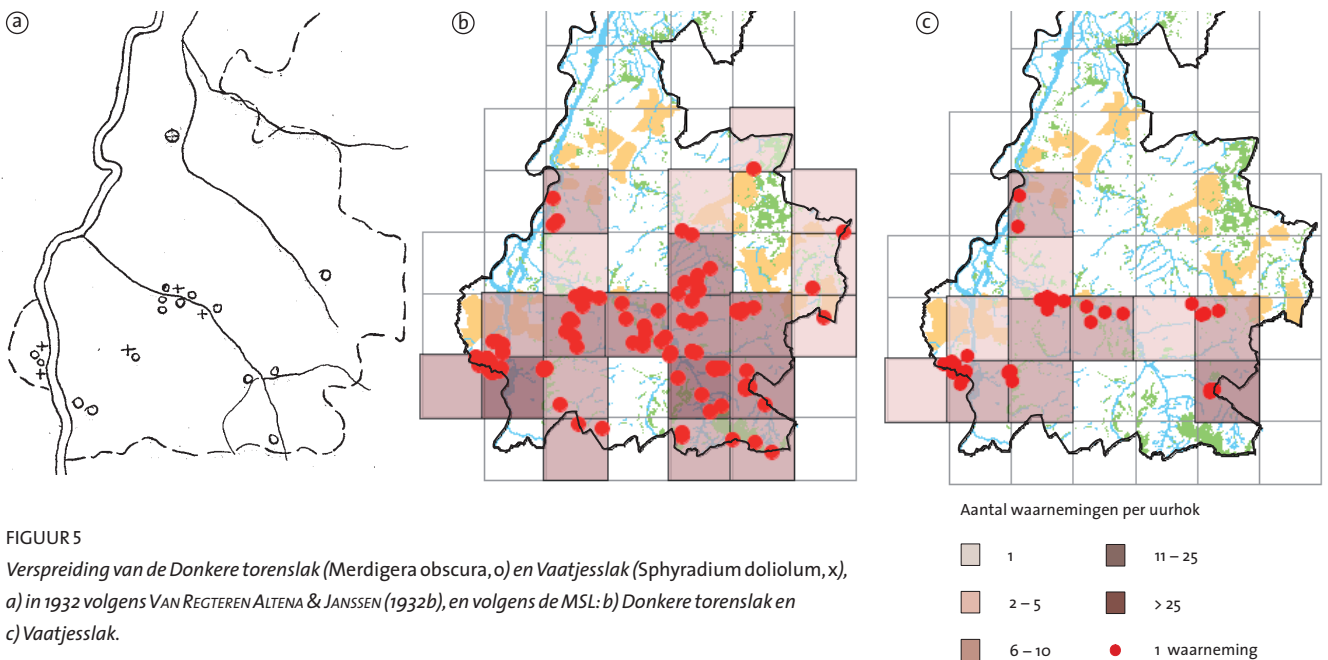 a
b
c
FIGUUR 5
Verspreiding van de Donkere torenslak (Merdigera obscura, o) en Vaatjesslak (Sphyradium doliolum, x),
a) in 1932 volgens VAN REGTEREN ALTENA & JANSSEN (1932b), en volgens de MSL: b) Donkere torenslak en
c) Vaatjesslak.
Aantal waarnemingen per uurhok
1
11 – 25
2 – 5
> 25
6 – 10
1 waarneming